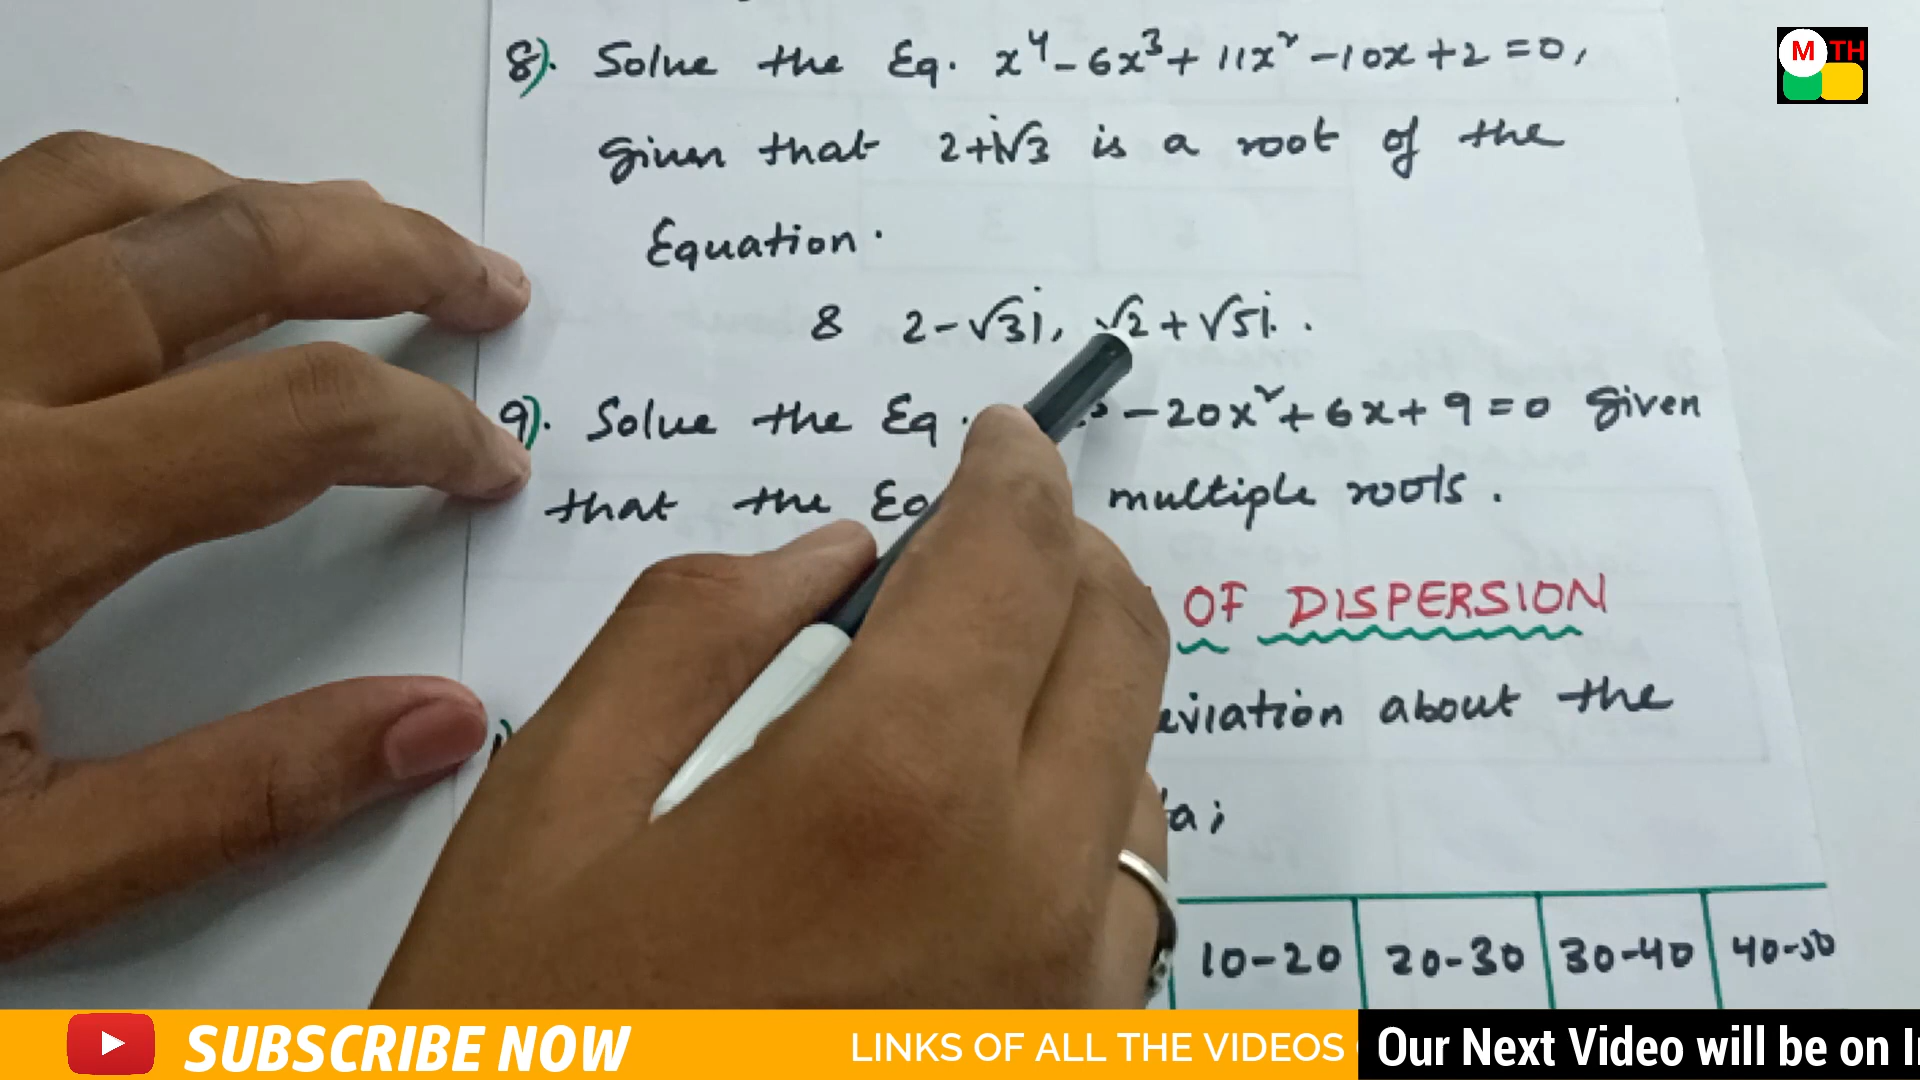 8). Solve the Eq. x⁴-6x³+11x²-10x+2=0,
M TH
given that 2+i√3 is a root of the
Equation.
& 2-√3i, √2+√5i.
9). Solve the Eq. -20x²+6x+9=0 given
that the multiple roots.
OF DISPERSION
about the
10-20 20-30 30-40 40-50
SUBSCRIBE NOW LINKS OF ALL THE VIDEOS Our Next Video will be on